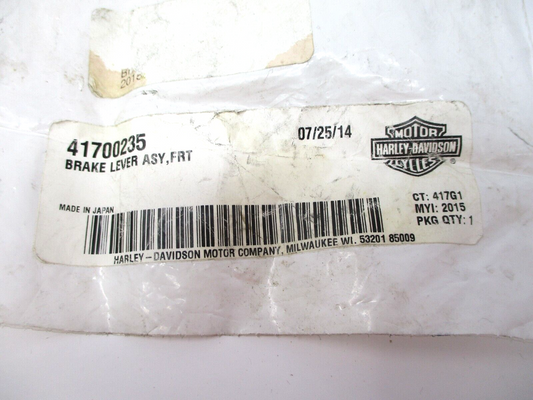 2015
41700235
07/25/14
BRAKE LEVER ASY,FRT
MOTOR
HARLEY-DAVIDSON
CYCLES
®
MADE IN JAPAN
CT: 417G1
MYI: 2015
PKG QTY: 1
HARLEY-DAVIDSON MOTOR COMPANY, MILWAUKEE WI. 53201 85009